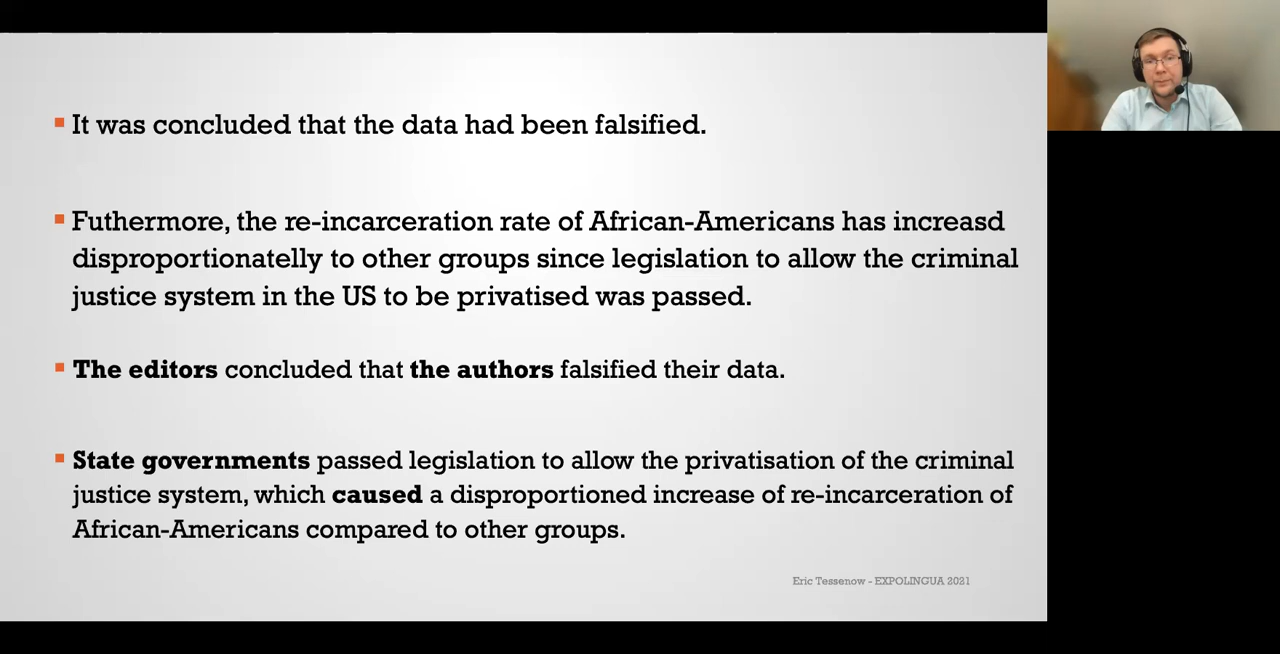 It was concluded that the data had been falsified.
Futhermore, the re-incarceration rate of African-Americans has increasd
disproportionatelly to other groups since legislation to allow the criminal
justice system in the US to be privatised was passed.
The editors concluded that the authors falsified their data.
State governments passed legislation to allow the privatisation of the criminal
justice system, which caused a disproportioned increase of re-incarceration of
African-Americans compared to other groups.
Eric Tessenow - EXPOLINGUA 2021